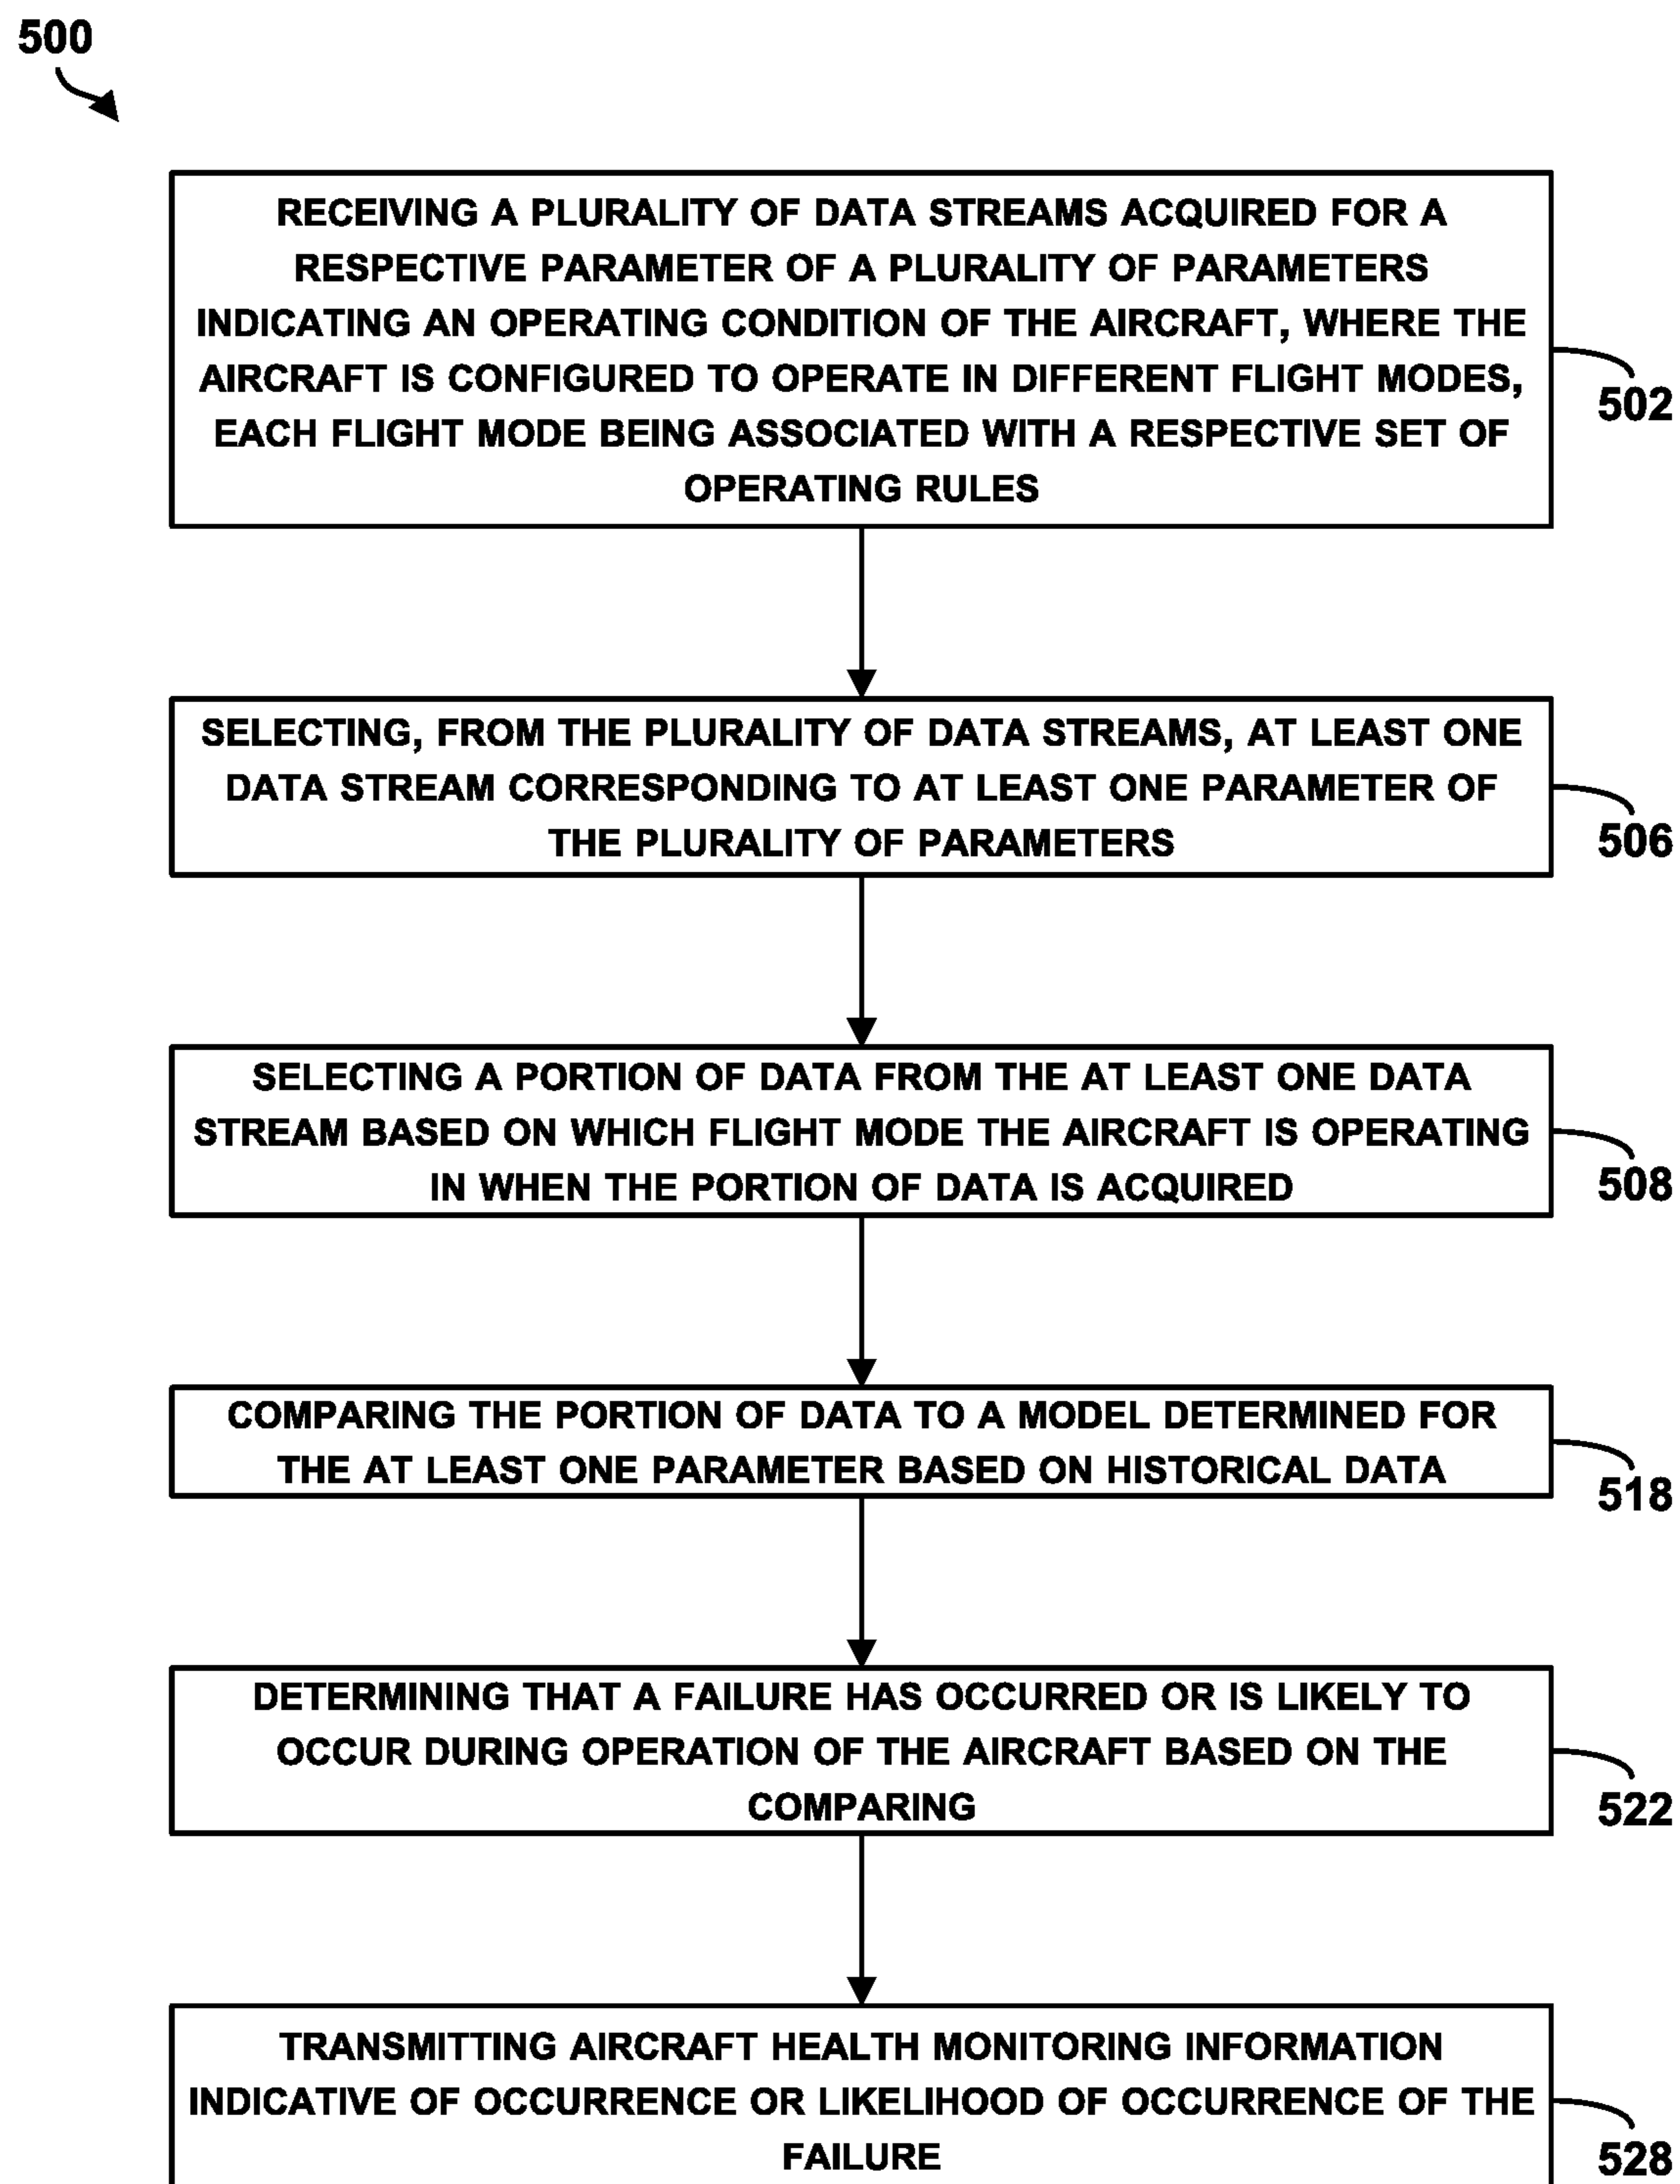 500
RECEIVING A PLURALITY OF DATA STREAMS ACQUIRED FOR A
RESPECTIVE PARAMETER OF A PLURALITY OF PARAMETERS
INDICATING AN OPERATING CONDITION OF THE AIRCRAFT, WHERE THE
AIRCRAFT IS CONFIGURED TO OPERATE IN DIFFERENT FLIGHT MODES,
EACH FLIGHT MODE BEING ASSOCIATED WITH A RESPECTIVE SET OF
OPERATING RULES
502
SELECTING, FROM THE PLURALITY OF DATA STREAMS, AT LEAST ONE
DATA STREAM CORRESPONDING TO AT LEAST ONE PARAMETER OF
THE PLURALITY OF PARAMETERS
506
SELECTING A PORTION OF DATA FROM THE AT LEAST ONE DATA
STREAM BASED ON WHICH FLIGHT MODE THE AIRCRAFT IS OPERATING
IN WHEN THE PORTION OF DATA IS ACQUIRED
508
COMPARING THE PORTION OF DATA TO A MODEL DETERMINED FOR
THE AT LEAST ONE PARAMETER BASED ON HISTORICAL DATA
518
DETERMINING THAT A FAILURE HAS OCCURRED OR IS LIKELY TO
OCCUR DURING OPERATION OF THE AIRCRAFT BASED ON THE
COMPARING
522
TRANSMITTING AIRCRAFT HEALTH MONITORING INFORMATION
INDICATIVE OF OCCURRENCE OR LIKELIHOOD OF OCCURRENCE OF THE
FAILURE
528